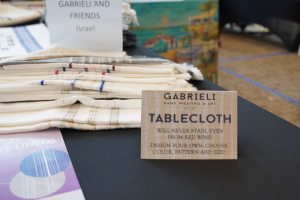 GABRIELI AND
FRIENDS
Israel
GABRIELI
HAND WEAVING & ART
TABLECLOTH
WILL NEVER STAIN, EVEN
FROM RED WINE!
DESIGN YOUR OWN, CHOOSE
COLOR, PATTERN AND SIZE!